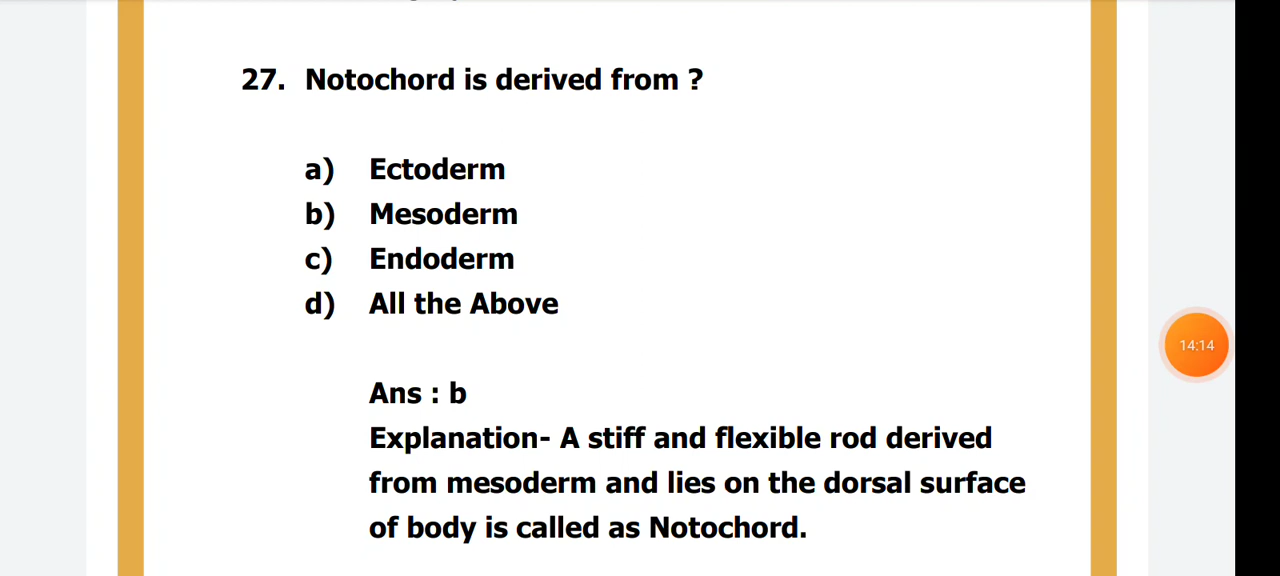 27. Notochord is derived from ?
a) Ectoderm
b) Mesoderm
c) Endoderm
d) All the Above
Ans : b
Explanation- A stiff and flexible rod derived
from mesoderm and lies on the dorsal surface
of body is called as Notochord.
14:14